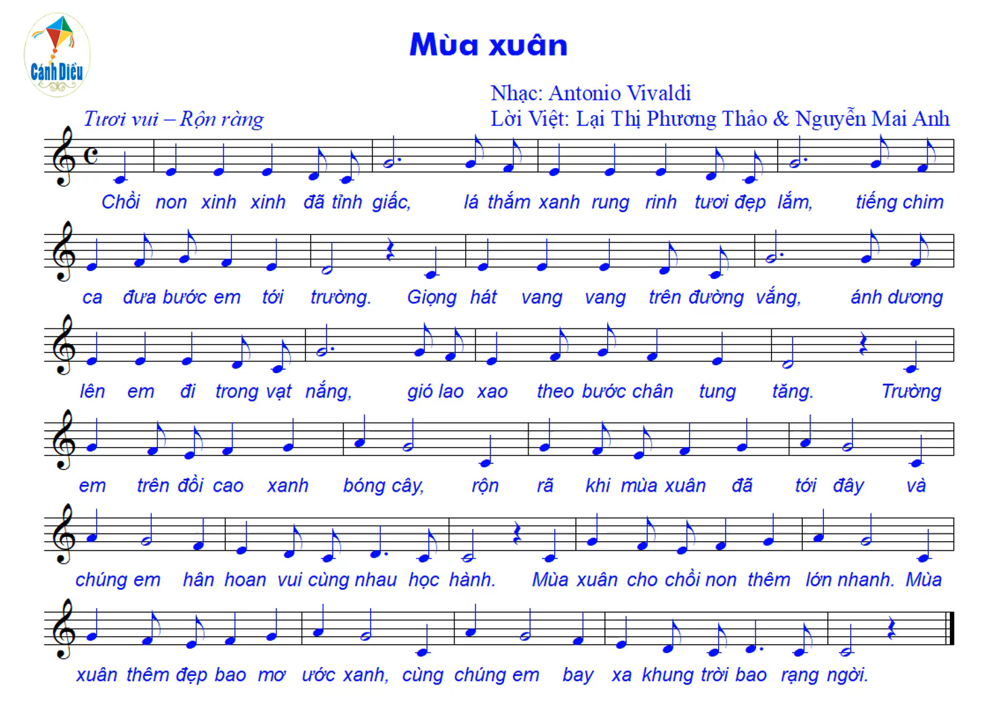 Cánh Diều
Mùa xuân
Nhạc: Antonio Vivaldi
Tươi vui – Rộn ràng
Lời Việt: Lại Thị Phương Thảo & Nguyễn Mai Anh
Chồi non xinh xinh đã tỉnh giấc, lá thắm xanh rung rinh tươi đẹp lắm, tiếng chim
ca đưa bước em tới trường. Giọng hát vang vang trên đường vắng, ánh dương
lên em đi trong vạt nắng, gió lao xao theo bước chân tung tăng. Trường
em trên đồi cao xanh bóng cây, rộn rã khi mùa xuân đã tới đây và
chúng em hân hoan vui cùng nhau học hành. Mùa xuân cho chồi non thêm lớn nhanh. Mùa
xuân thêm đẹp bao mơ ước xanh, cùng chúng em bay xa khung trời bao rạng ngời.